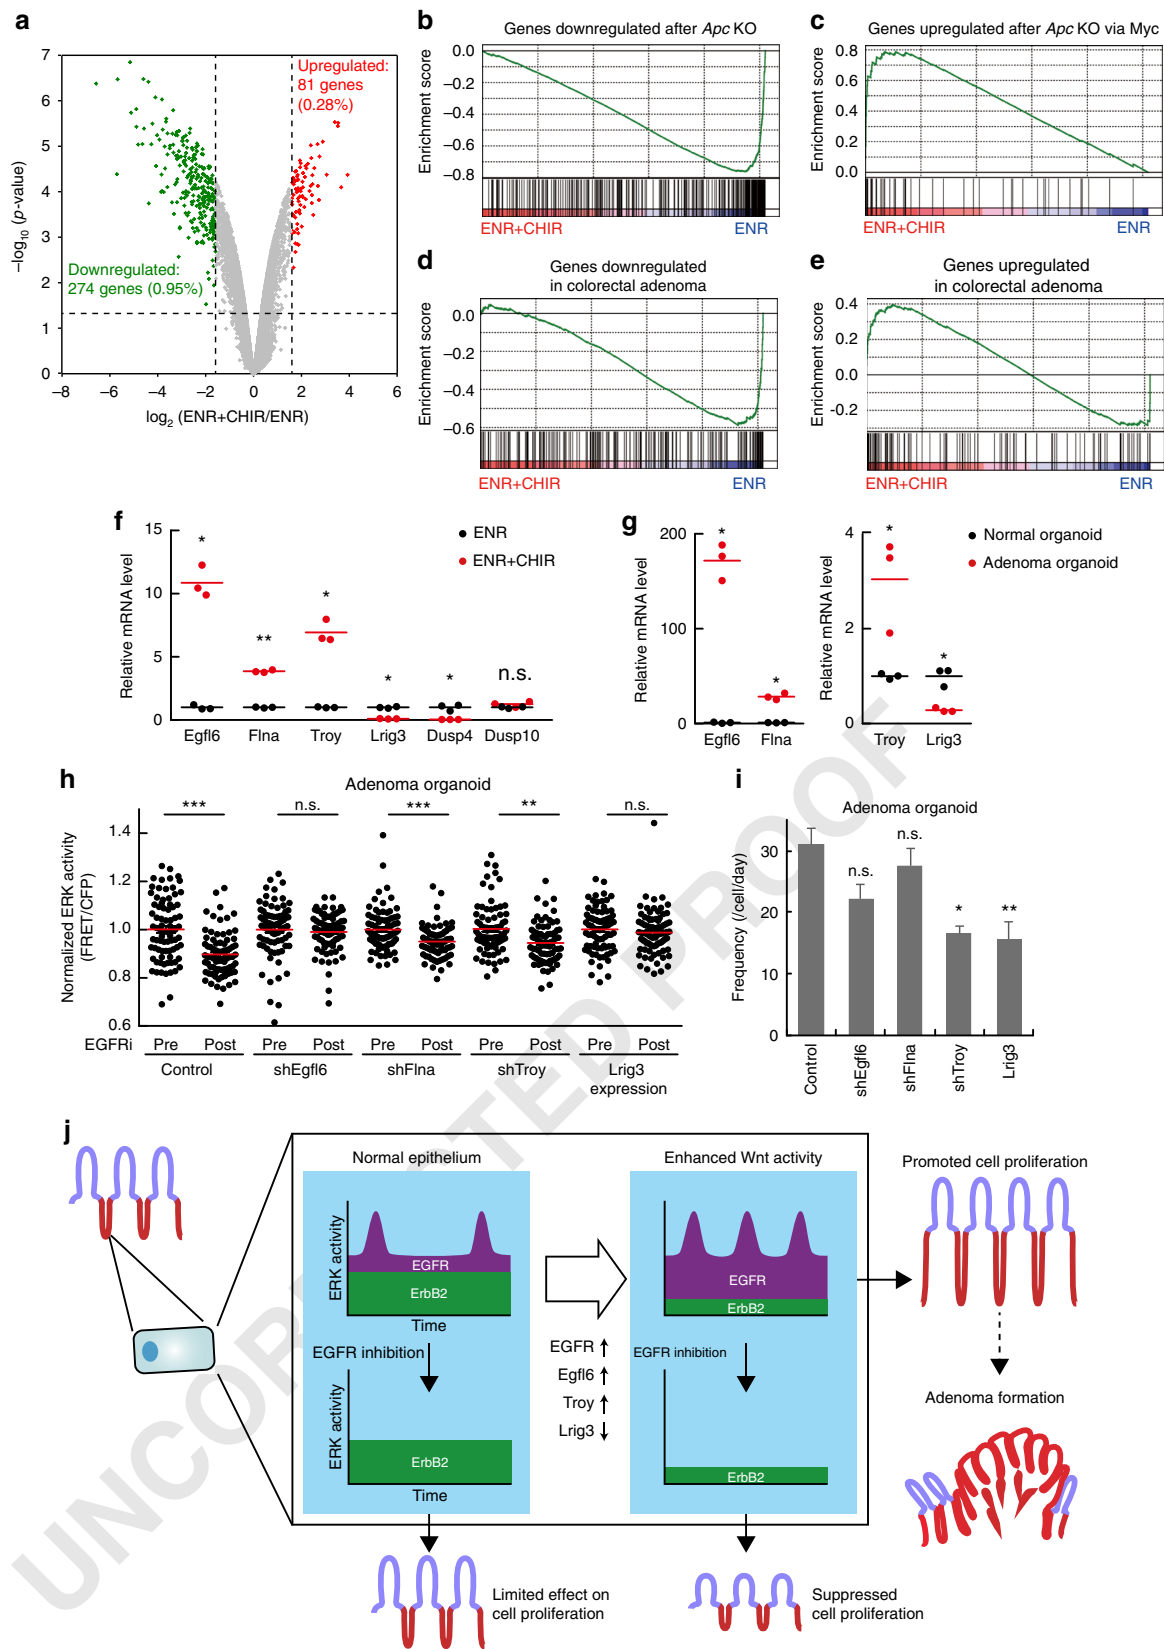 a
Upregulated:
81 genes
(0.28%)
Downregulated:
274 genes (0.95%)
7
6
5
4
3
2
1
0
–log10 (p-value)
–8 –6 –4 –2 0 2 4 6
log2 (ENR+CHIR/ENR)
b
Genes downregulated after Apc KO
Enrichment score
0.0
–0.2
–0.4
–0.6
–0.8
ENR+CHIR ENR
c
Genes upregulated after Apc KO via Myc
Enrichment score
0.8
0.6
0.4
0.2
0.0
ENR+CHIR ENR
d
Genes downregulated
in colorectal adenoma
Enrichment score
0.0
–0.2
–0.4
–0.6
ENR+CHIR ENR
e
Genes upregulated
in colorectal adenoma
Enrichment score
0.4
0.2
0.0
-0.2
ENR+CHIR ENR
f
Relative mRNA level
15
10
5
0
ENR
ENR+CHIR
* ** * * * n.s.
Egfl6 Flna Troy Lrig3 Dusp4 Dusp10
g
Relative mRNA level
200
100
0
* *
Egfl6 Flna
Relative mRNA level
4
2
0
* *
Troy Lrig3
Normal organoid
Adenoma organoid
h
Adenoma organoid
*** n.s. *** ** n.s.
Normalized ERK activity
(FRET/CFP)
1.4
1.2
1.0
0.8
0.6
EGFRi Pre Post Pre Post Pre Post Pre Post Pre Post
Control shEgfl6 shFlna shTroy Lrig3
expression
i
Adenoma organoid
Frequency (/cell/day)
30
20
10
0
n.s. n.s. * **
Control shEgfl6 shFlna shTroy Lrig3
j
Normal epithelium
ERK activity
EGFR
ErbB2
Time
EGFR inhibition
ERK activity
ErbB2
Time
EGFR ↑
Egfl6 ↑
Troy ↑
Lrig3 ↓
Enhanced Wnt activity
EGFR
ErbB2
EGFR inhibition
ErbB2
Promoted cell proliferation
Adenoma formation
Limited effect on
cell proliferation
Suppressed
cell proliferation
UNCORRECTED PROOF